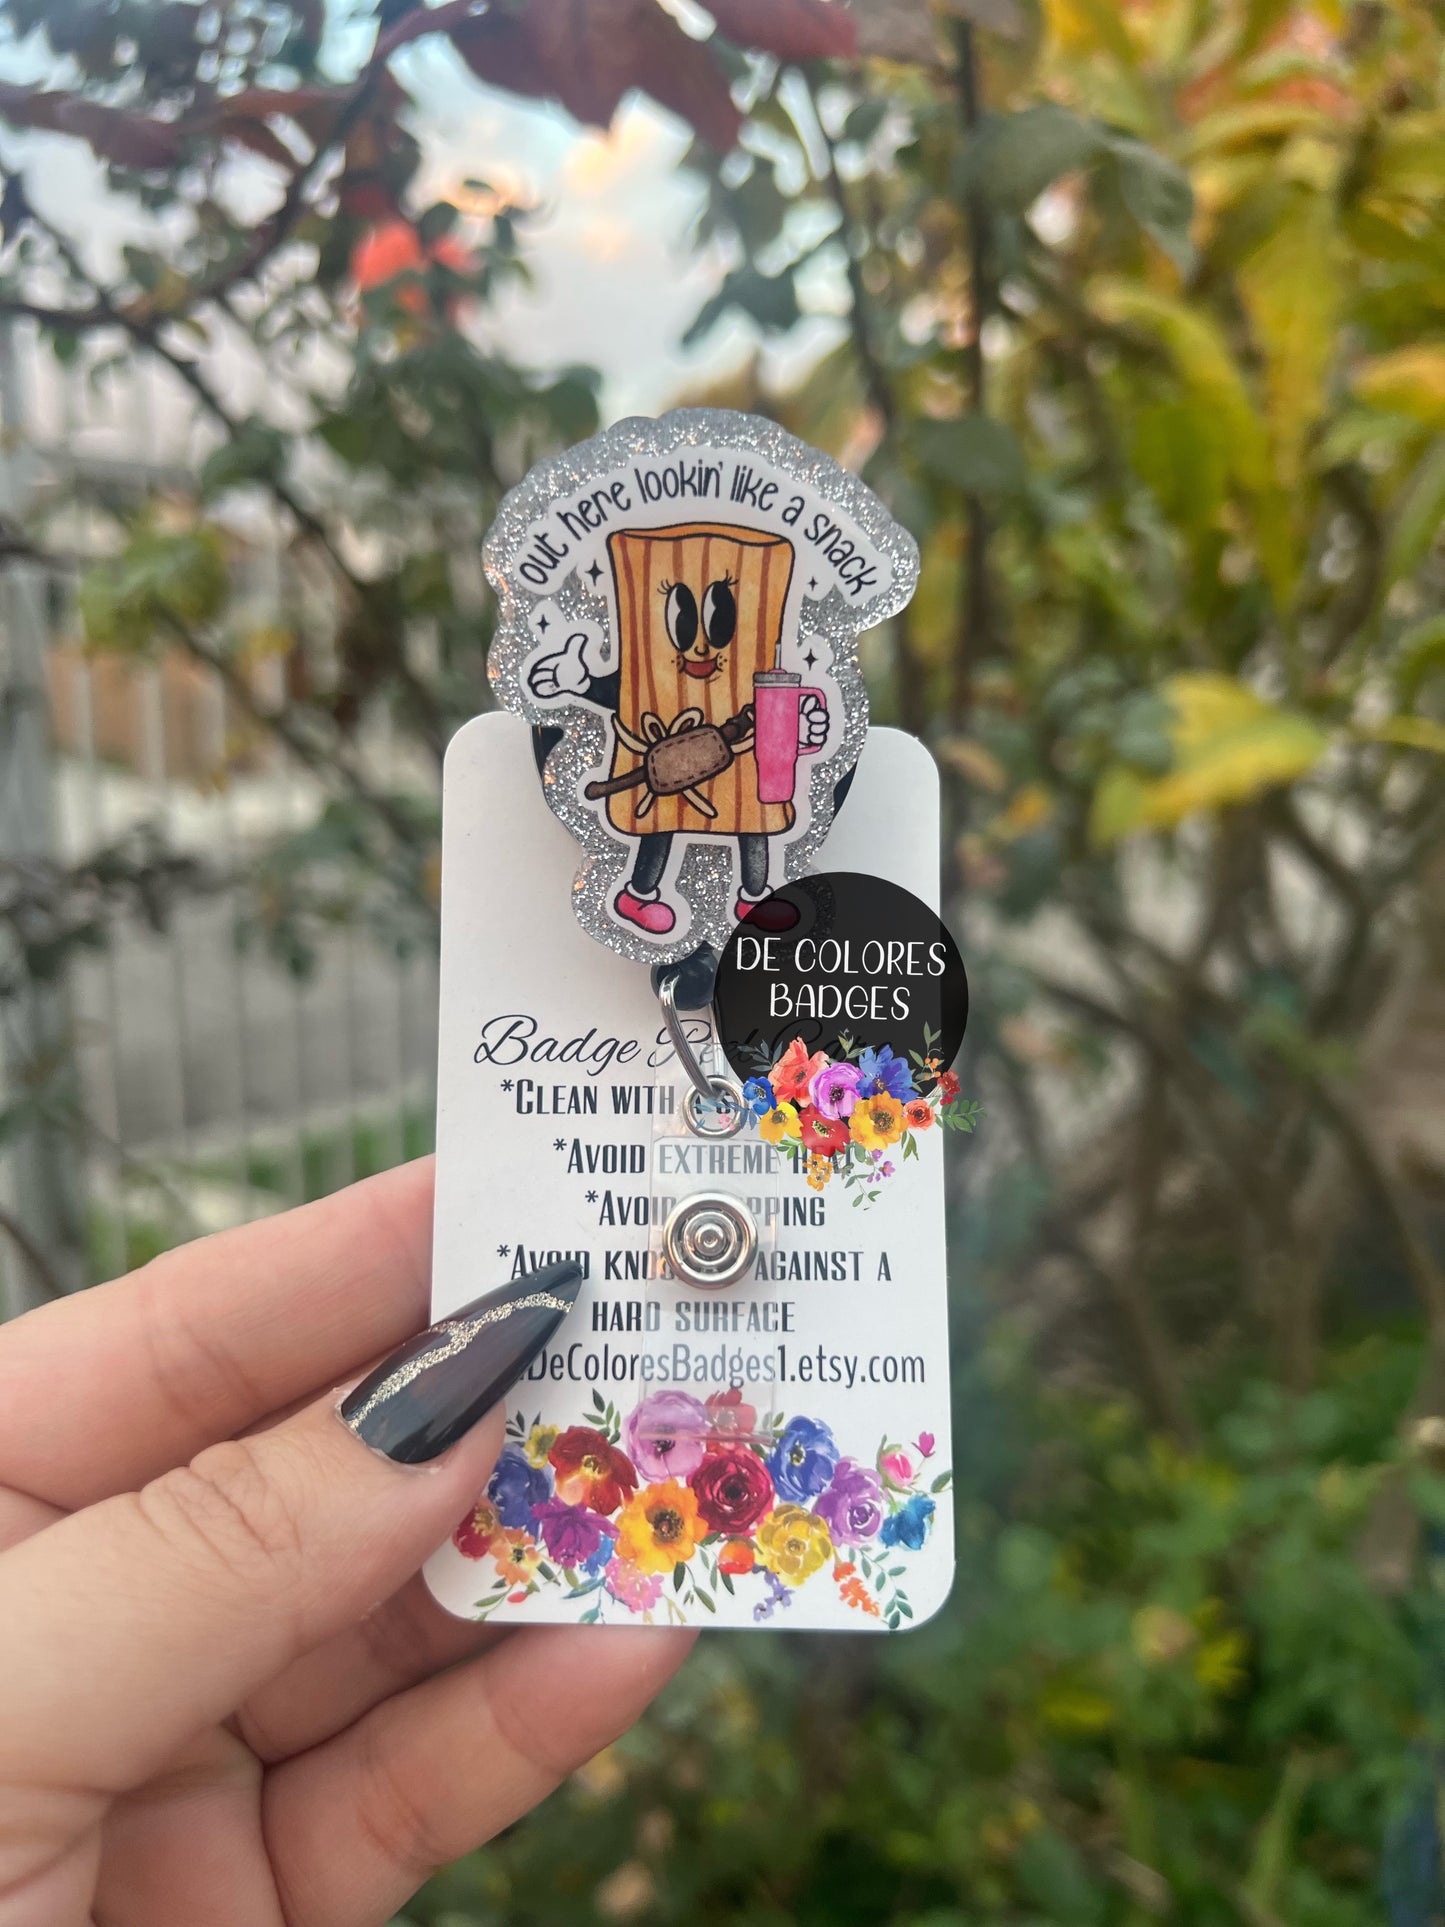 out here lookin' like a snack
DE COLORES
BADGES
Badge
*CLEAN WITH A
*AVOID EXTREME
*AVOID
*AVOID AGAINST A
HARD SURFACE
DeColoresBadges1.etsy.com